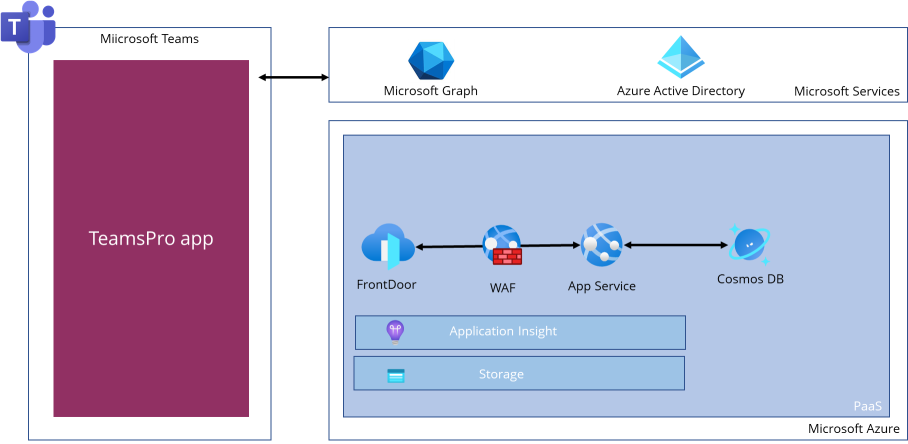 T
Miicrosoft Teams
TeamsPro app
Microsoft Graph
Azure Active Directory
Microsoft Services
FrontDoor
WAF
App Service
Cosmos DB
Application Insight
Storage
PaaS
Microsoft Azure